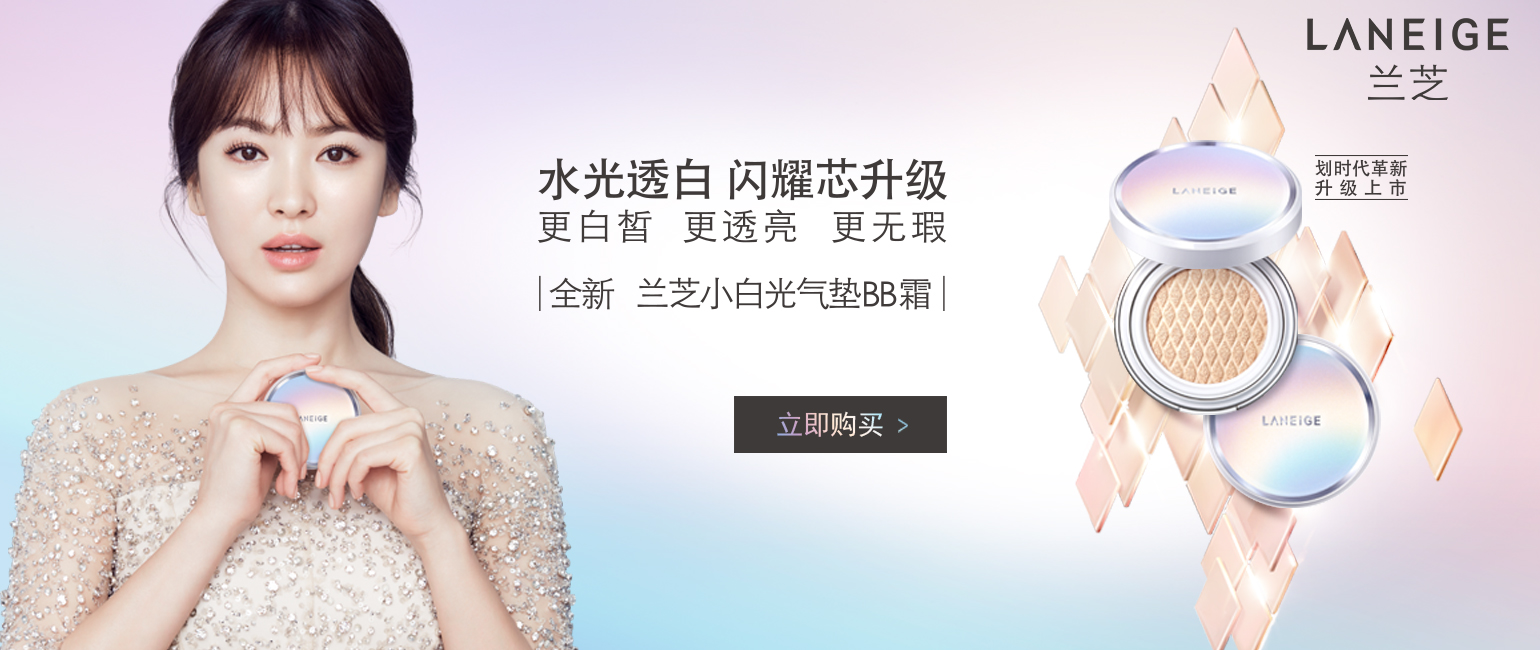 LANEIGE
兰芝
水光透白 闪耀芯升级
更白皙 更透亮 更无瑕
全新 兰芝小白光气垫BB霜
立即购买 >
划时代革新
升级上市
LANEIGE
LANEIGE
LANEIGE